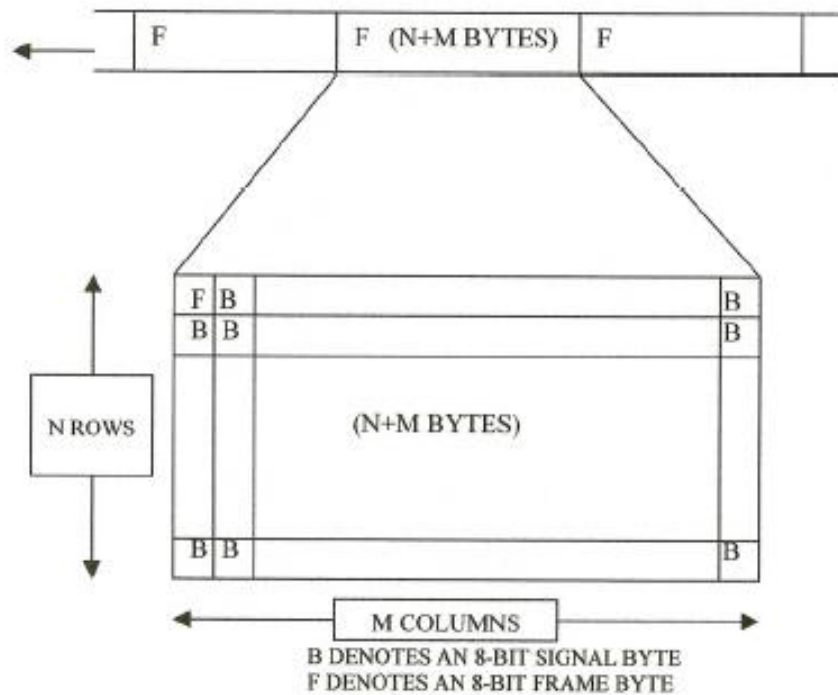 F F (N+M BYTES) F
F B B
B B B
N ROWS (N+M BYTES)
B B B
M COLUMNS
B DENOTES AN 8-BIT SIGNAL BYTE
F DENOTES AN 8-BIT FRAME BYTE